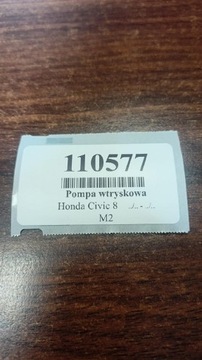 110577
Pompa wtryskowa
Honda Civic 8 ../.. - ../..
M2